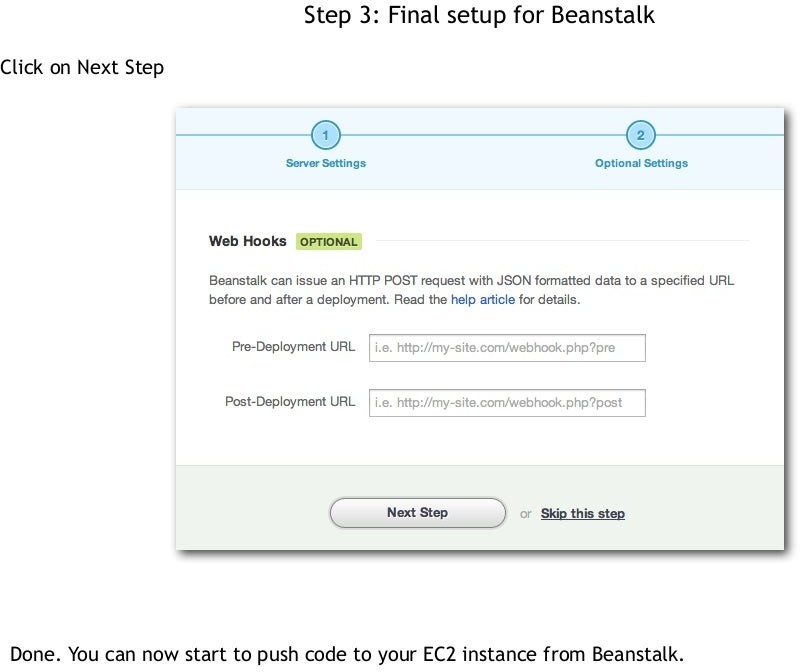 Step 3: Final setup for Beanstalk
Click on Next Step
1
2
Server Settings
Optional Settings
Web Hooks OPTIONAL
Beanstalk can issue an HTTP POST request with JSON formatted data to a specified URL
before and after a deployment. Read the help article for details.
Pre-Deployment URL i.e. http://my-site.com/webhook.php?pre
Post-Deployment URL i.e. http://my-site.com/webhook.php?post
Next Step or Skip this step
Done. You can now start to push code to your EC2 instance from Beanstalk.